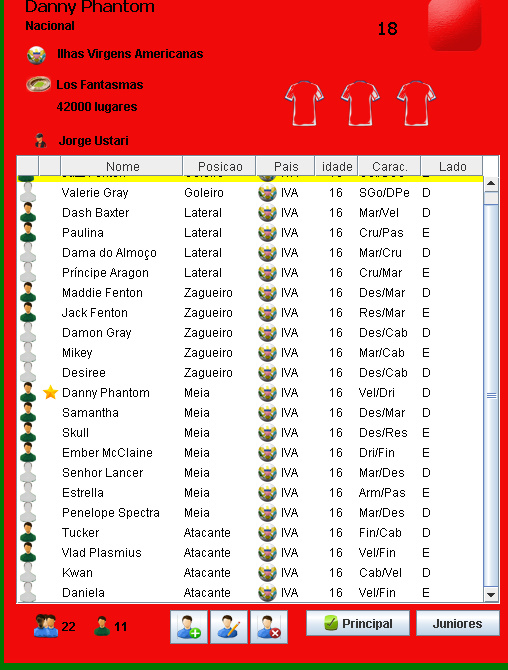 Danny Phantom
Nacional
18
Ilhas Virgens Americanas
Los Fantasmas
42000 lugares
Jorge Ustari
Nome Posicao Pais idade Carac. Lado
Valerie Gray Goleiro IVA 16 SGo/DPe D
Dash Baxter Lateral IVA 16 Mar/Vel D
Paulina Lateral IVA 16 Cru/Pas E
Dama do Almoço Lateral IVA 16 Mar/Cru D
Príncipe Aragon Lateral IVA 16 Cru/Mar E
Maddie Fenton Zagueiro IVA 16 Des/Mar D
Jack Fenton Zagueiro IVA 16 Res/Mar E
Damon Gray Zagueiro IVA 16 Des/Cab D
Mikey Zagueiro IVA 16 Mar/Cab E
Desiree Zagueiro IVA 16 Des/Cab D
Danny Phantom Meia IVA 16 Vel/Dri D
Samantha Meia IVA 16 Des/Mar D
Skull Meia IVA 16 Des/Res E
Ember McClaine Meia IVA 16 Dri/Fin E
Senhor Lancer Meia IVA 16 Mar/Des D
Estrella Meia IVA 16 Arm/Pas E
Penelope Spectra Meia IVA 16 Mar/Des D
Tucker Atacante IVA 16 Fin/Cab D
Vlad Plasmius Atacante IVA 16 Vel/Fin E
Kwan Atacante IVA 16 Cab/Vel D
Daniela Atacante IVA 16 Vel/Fin E
22 11 Principal Juniores